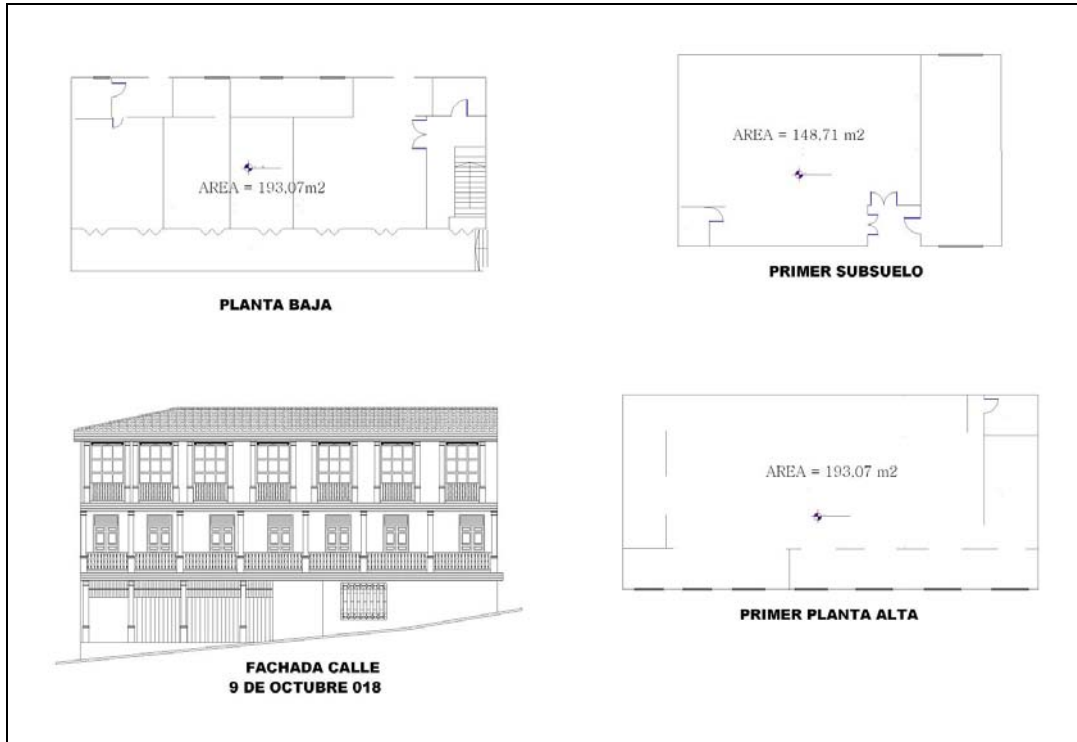 AREA = 193.07m2
PLANTA BAJA
AREA = 148.71 m2
PRIMER SUBSUELO
FACHADA CALLE
9 DE OCTUBRE 018
AREA = 193.07 m2
PRIMER PLANTA ALTA